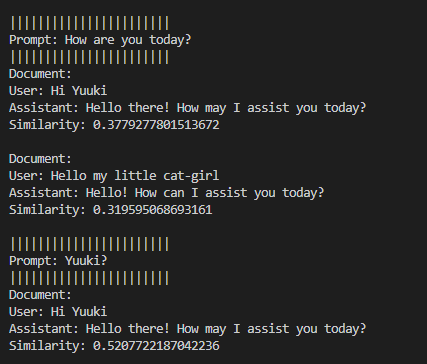 |||||||||||||||||||||||
Prompt: How are you today?
|||||||||||||||||||||||
Document:
User: Hi Yuuki
Assistant: Hello there! How may I assist you today?
Similarity: 0.3779277801513672
Document:
User: Hello my little cat-girl
Assistant: Hello! How can I assist you today?
Similarity: 0.319595068693161
|||||||||||||||||||||||
Prompt: Yuuki?
|||||||||||||||||||||||
Document:
User: Hi Yuuki
Assistant: Hello there! How may I assist you today?
Similarity: 0.5207722187042236